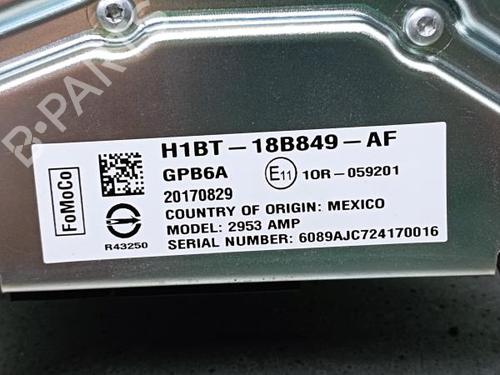 B-PARTS
H1BT-18B849-AF
FoMoCo
GPB6A
E11 10R-059201
20170829
COUNTRY OF ORIGIN: MEXICO
MODEL: 2953 AMP
R43250
SERIAL NUMBER: 6089AJC724170016